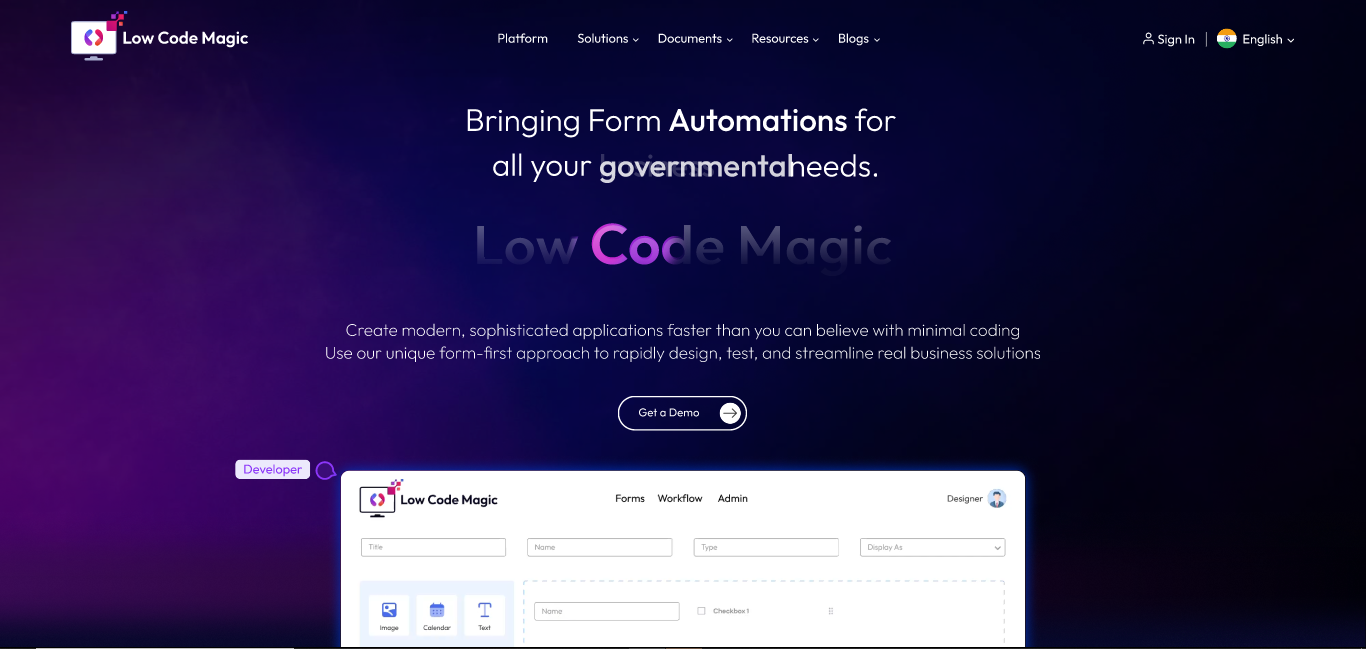 Low Code Magic
Platform Solutions Documents Resources Blogs
Sign In | English
Bringing Form Automations for
all your governmental needs.
Low Code Magic
Create modern, sophisticated applications faster than you can believe with minimal coding
Use our unique form-first approach to rapidly design, test, and streamline real business solutions
Get a Demo
Developer
Low Code Magic
Forms Workflow Admin
Designer
Title
Name
Type
Display As
Name
Checkbox 1
Image
Calendar
Text